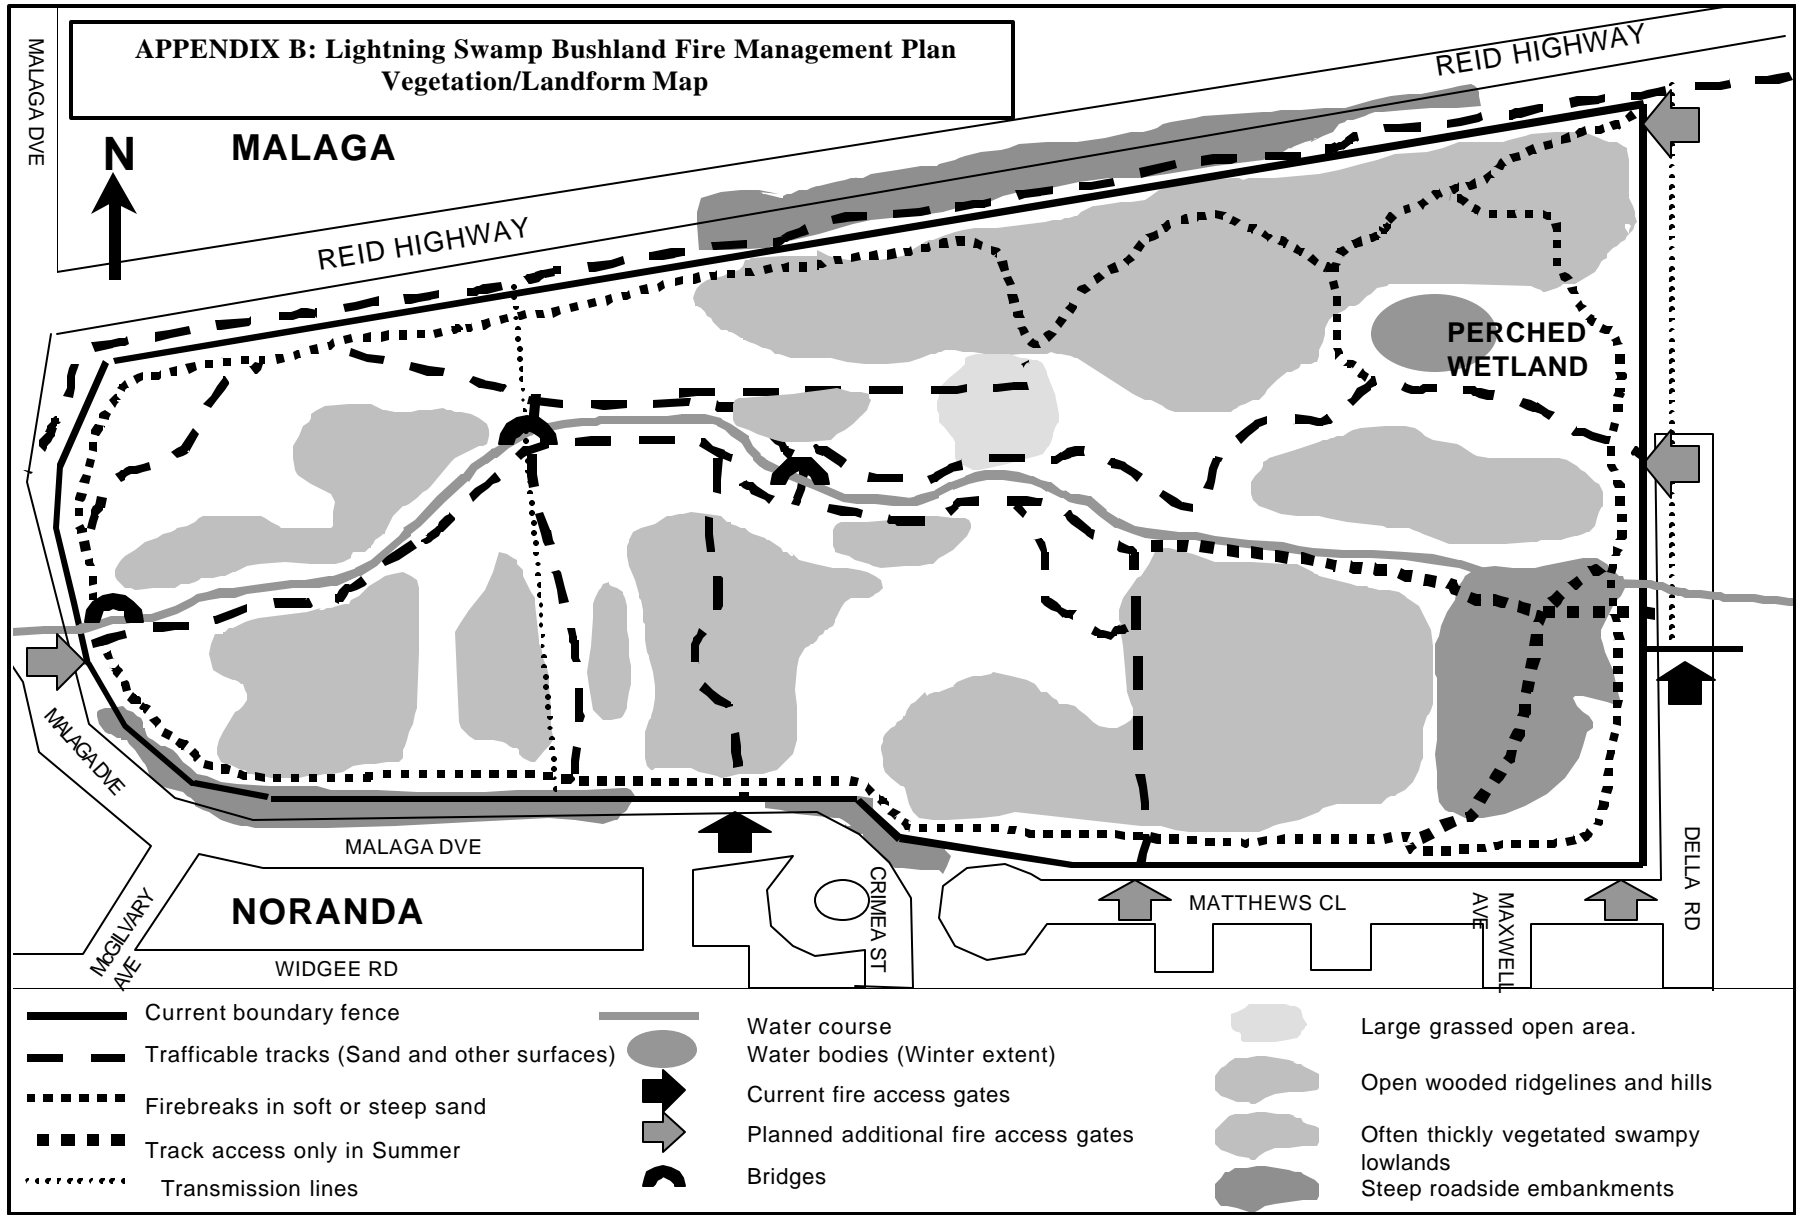 APPENDIX B: Lightning Swamp Bushland Fire Management Plan
Vegetation/Landform Map
MALAGA DVE
N
MALAGA
REID HIGHWAY
REID HIGHWAY
PERCHED
WETLAND
MALAGA DVE
MALAGA DVE
NORANDA
McGILVARY
AVE
WIDGEE RD
CRIMEA ST
MATTHEWS CL
MAXWELL
AVE
DELLA RD
Current boundary fence
Trafficable tracks (Sand and other surfaces)
Firebreaks in soft or steep sand
Track access only in Summer
Transmission lines
Water course
Water bodies (Winter extent)
Current fire access gates
Planned additional fire access gates
Bridges
Large grassed open area.
Open wooded ridgelines and hills
Often thickly vegetated swampy
lowlands
Steep roadside embankments